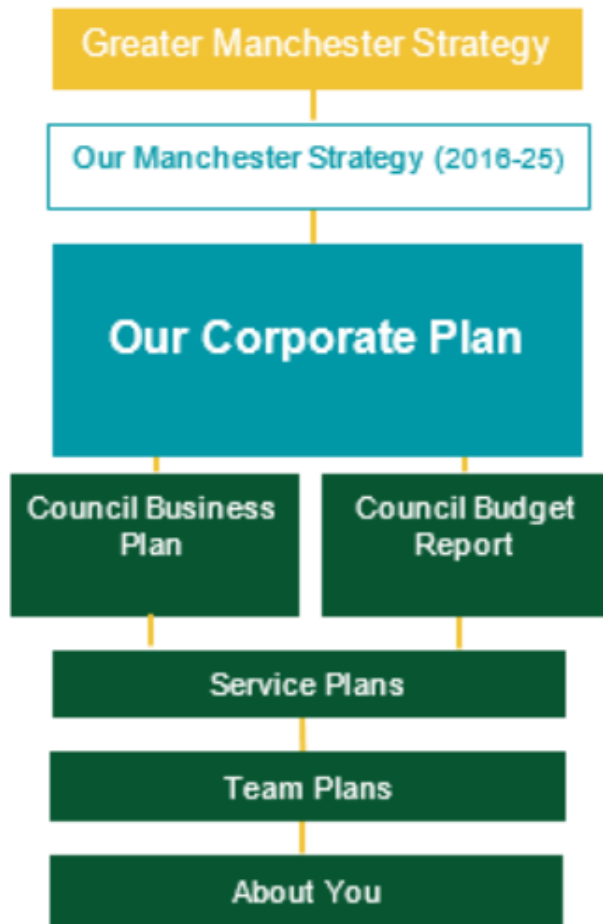 Greater Manchester Strategy
Our Manchester Strategy (2016-25)
Our Corporate Plan
Council Business
Plan
Council Budget
Report
Service Plans
Team Plans
About You